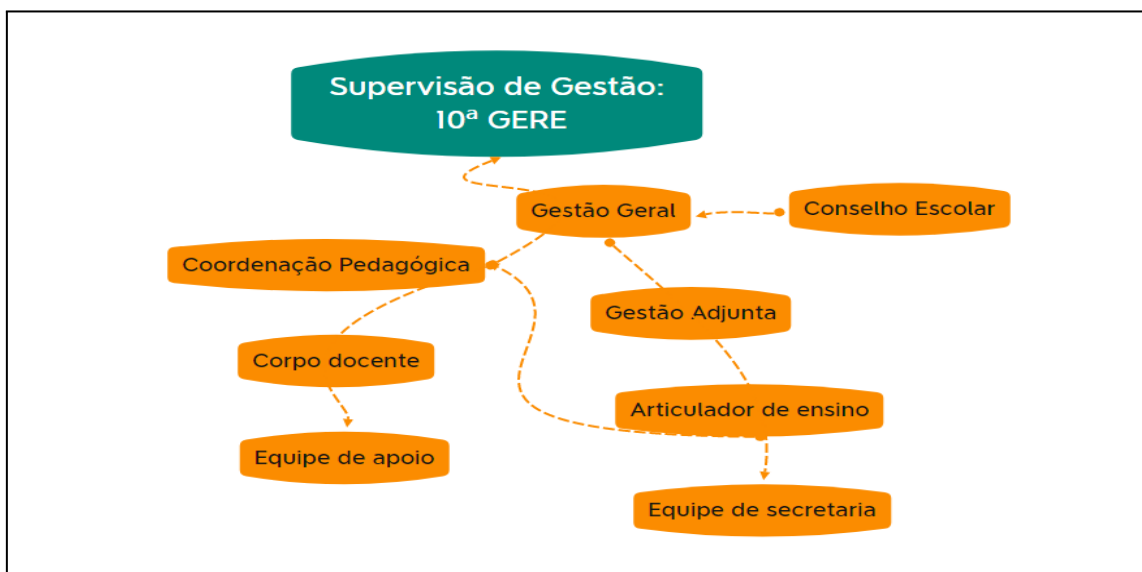 Supervisão de Gestão:
10ª GERE
Gestão Geral
Conselho Escolar
Coordenação Pedagógica
Gestão Adjunta
Corpo docente
Articulador de ensino
Equipe de apoio
Equipe de secretaria